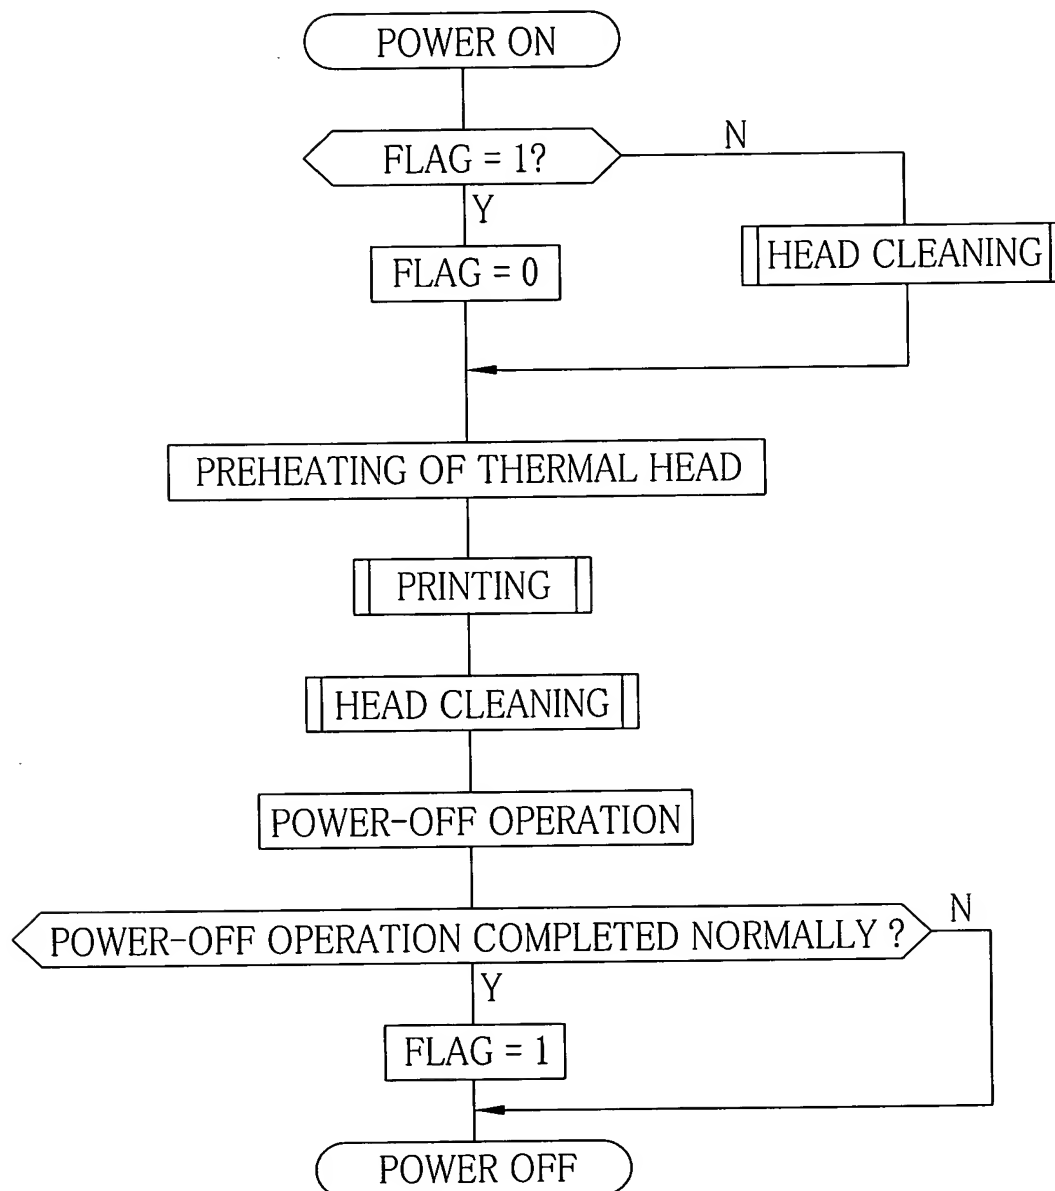 POWER ON
FLAG = 1?
N
Y
HEAD CLEANING
FLAG = 0
PREHEATING OF THERMAL HEAD
PRINTING
HEAD CLEANING
POWER-OFF OPERATION
N
POWER-OFF OPERATION COMPLETED NORMALLY ?
Y
FLAG = 1
POWER OFF